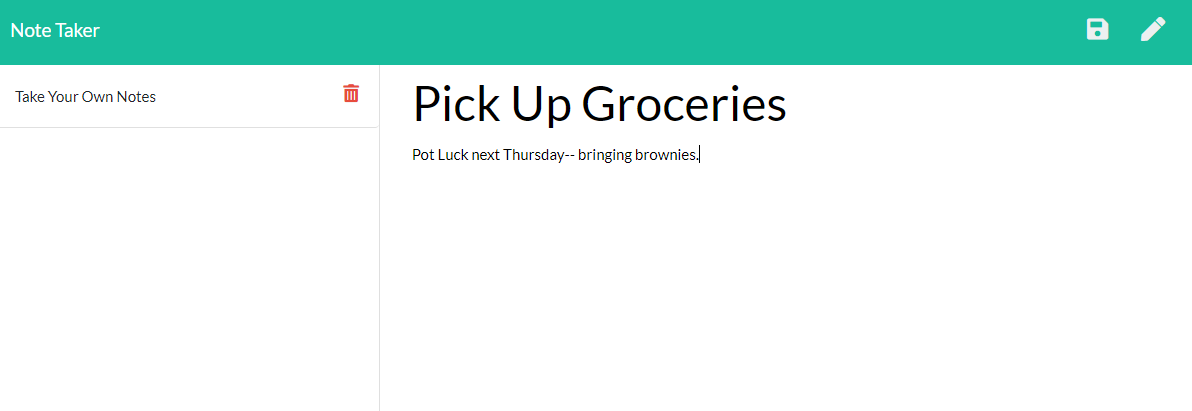 Note Taker
Take Your Own Notes
Pick Up Groceries
Pot Luck next Thursday-- bringing brownies.